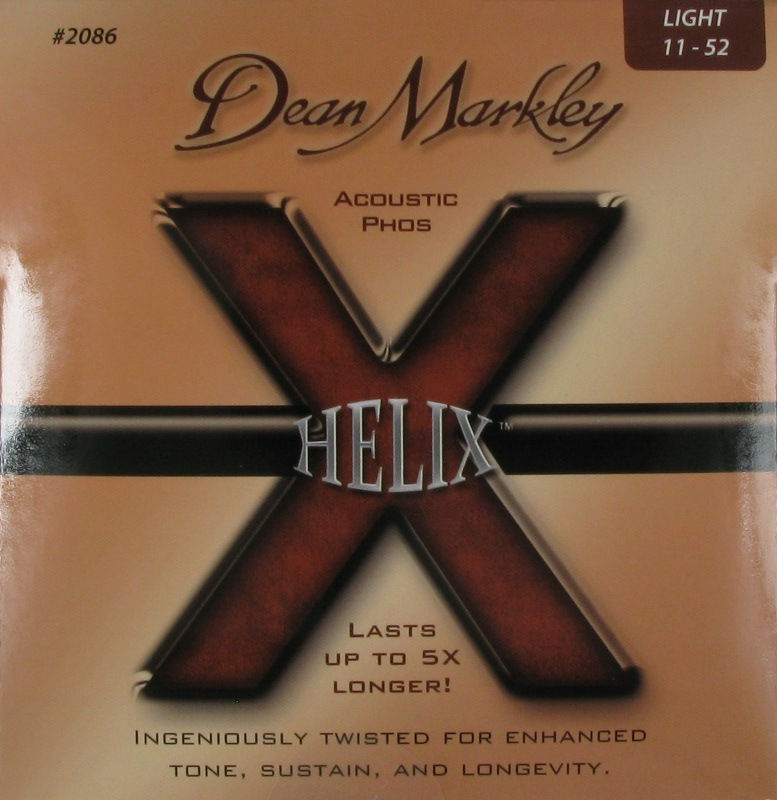 #2086
LIGHT
11 - 52
Dean Markley
ACOUSTIC
PHOS
HELIX™
LASTS
UP TO 5X
LONGER!
INGENIOUSLY TWISTED FOR ENHANCED
TONE, SUSTAIN, AND LONGEVITY.